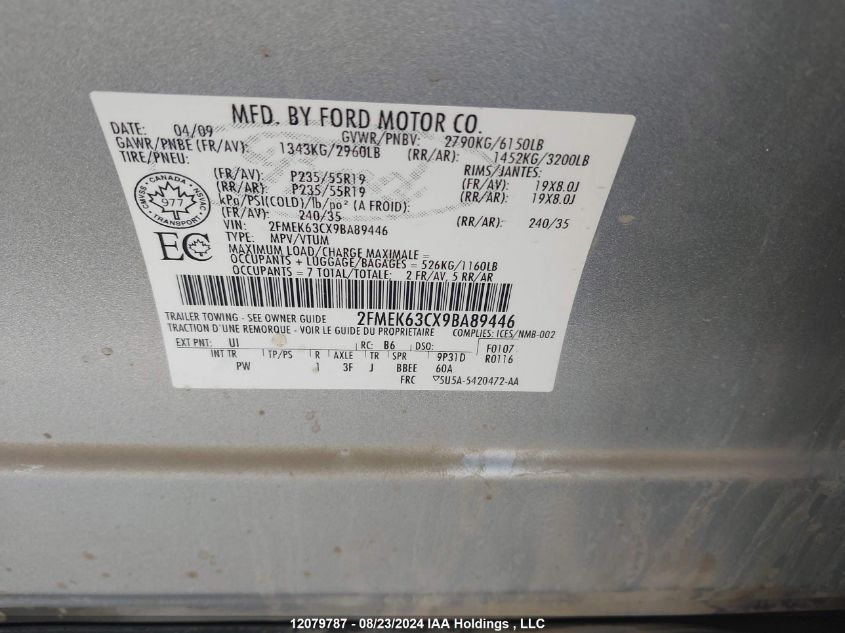 MFD. BY FORD MOTOR CO.
DATE: 04/09 GVWR/PNBV: 2790KG/6150LB
GAWR/PNBE (FR/AV): 1343KG/2960LB (RR/AR): 1452KG/3200LB
TIRE/PNEU: RIMS/JANTES:
(FR/AV): P235/55R19 (FR/AV): 19X8.0J
(RR/AR): P235/55R19 (RR/AR): 19X8.0J
kPa/PSI(COLD)/lb/po² (A FROID):
(FR/AV): 240/35 (RR/AR): 240/35
CMVSS · CANADA · NSVAC
977
TRANSPORT
VIN: 2FMEK63CX9BA89446
EC
TYPE: MPV/VTUM
MAXIMUM LOAD/CHARGE MAXIMALE =
OCCUPANTS + LUGGAGE/BAGAGES = 526KG/1160LB
OCCUPANTS = 7 TOTAL/TOTALE: 2 FR/AV, 5 RR/AR
TRAILER TOWING - SEE OWNER GUIDE 2FMEK63CX9BA89446
TRACTION D'UNE REMORQUE - VOIR LE GUIDE DU PROPRIETAIRE COMPLIES: ICES/NMB-002
EXT PNT: UI RC: B6 DSO: F0107
INT TR TP/PS R AXLE TR SPR 9P31D R0116
PW 1 3F J BBEE 60A
FRC 5U5A-5420472-AA
12079787 - 08/23/2024 IAA Holdings , LLC